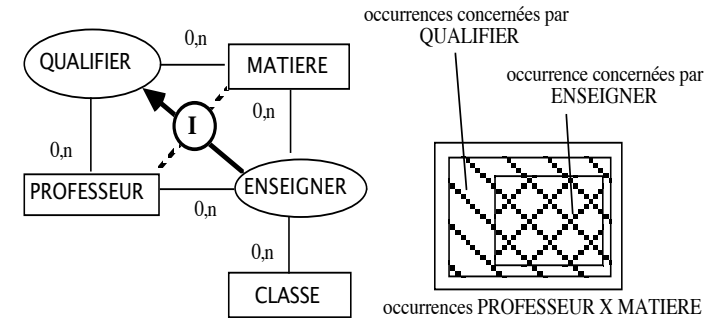 QUALIFIER
0,n
MATIERE
0,n
I
0,n
PROFESSEUR
0,n
ENSEIGNER
0,n
CLASSE
occurrences concernées par
QUALIFIER
occurrence concernées par
ENSEIGNER
occurrences PROFESSEUR X MATIERE